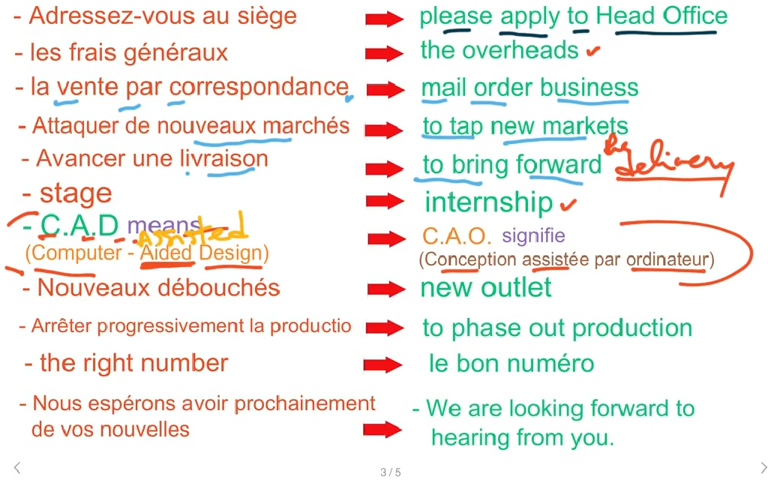 - Adressez-vous au siège
please apply to Head Office
- les frais généraux
the overheads
- la vente par correspondance
mail order business
- Attaquer de nouveaux marchés
to tap new markets
- Avancer une livraison
to bring forward the delivery
- stage
internship
- C.A.D means
Assisted
(Computer - Aided Design)
C.A.O. signifie
(Conception assistée par ordinateur)
- Nouveaux débouchés
new outlet
- Arrêter progressivement la productio
to phase out production
- the right number
le bon numéro
- Nous espérons avoir prochainement
de vos nouvelles
- We are looking forward to
hearing from you.
3 / 5